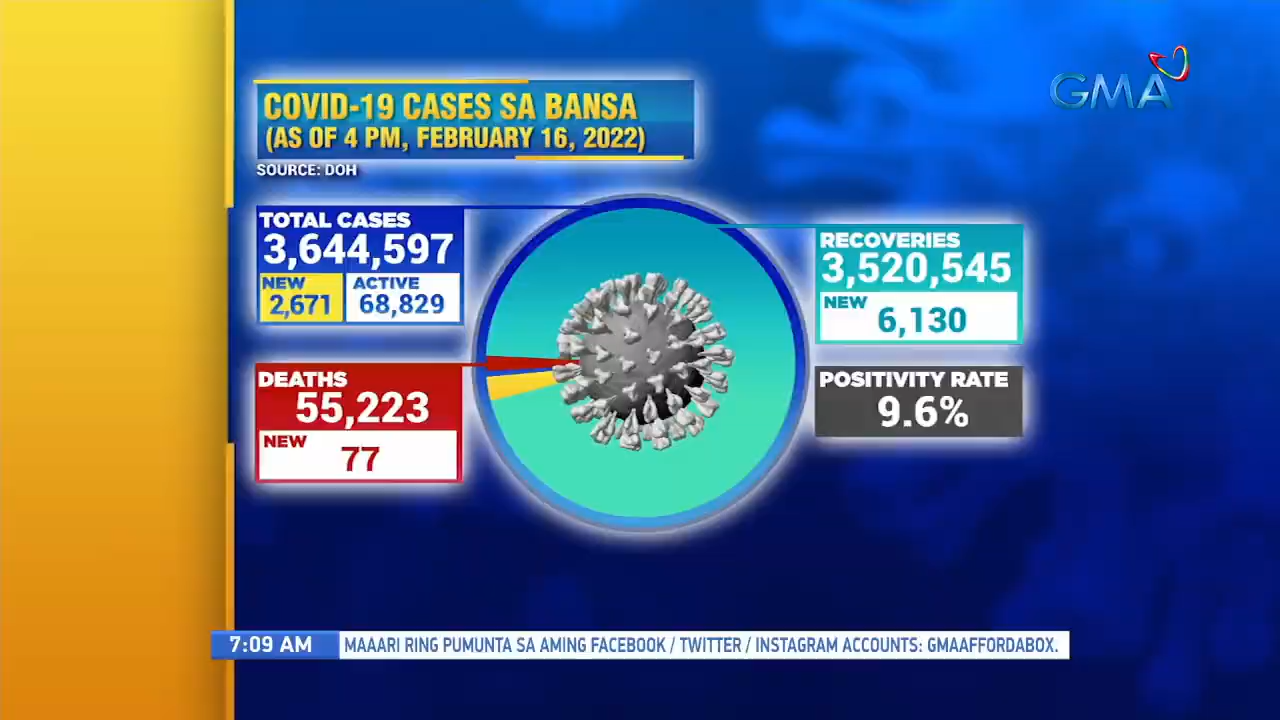 GMA
COVID-19 CASES SA BANSA
(AS OF 4 PM, FEBRUARY 16, 2022)
SOURCE: DOH
TOTAL CASES
3,644,597
NEW
2,671
ACTIVE
68,829
DEATHS
55,223
NEW
77
RECOVERIES
3,520,545
NEW
6,130
POSITIVITY RATE
9.6%
7:09 AM
MAAARI RING PUMUNTA SA AMING FACEBOOK / TWITTER / INSTAGRAM ACCOUNTS: GMAAFFORDABOX.